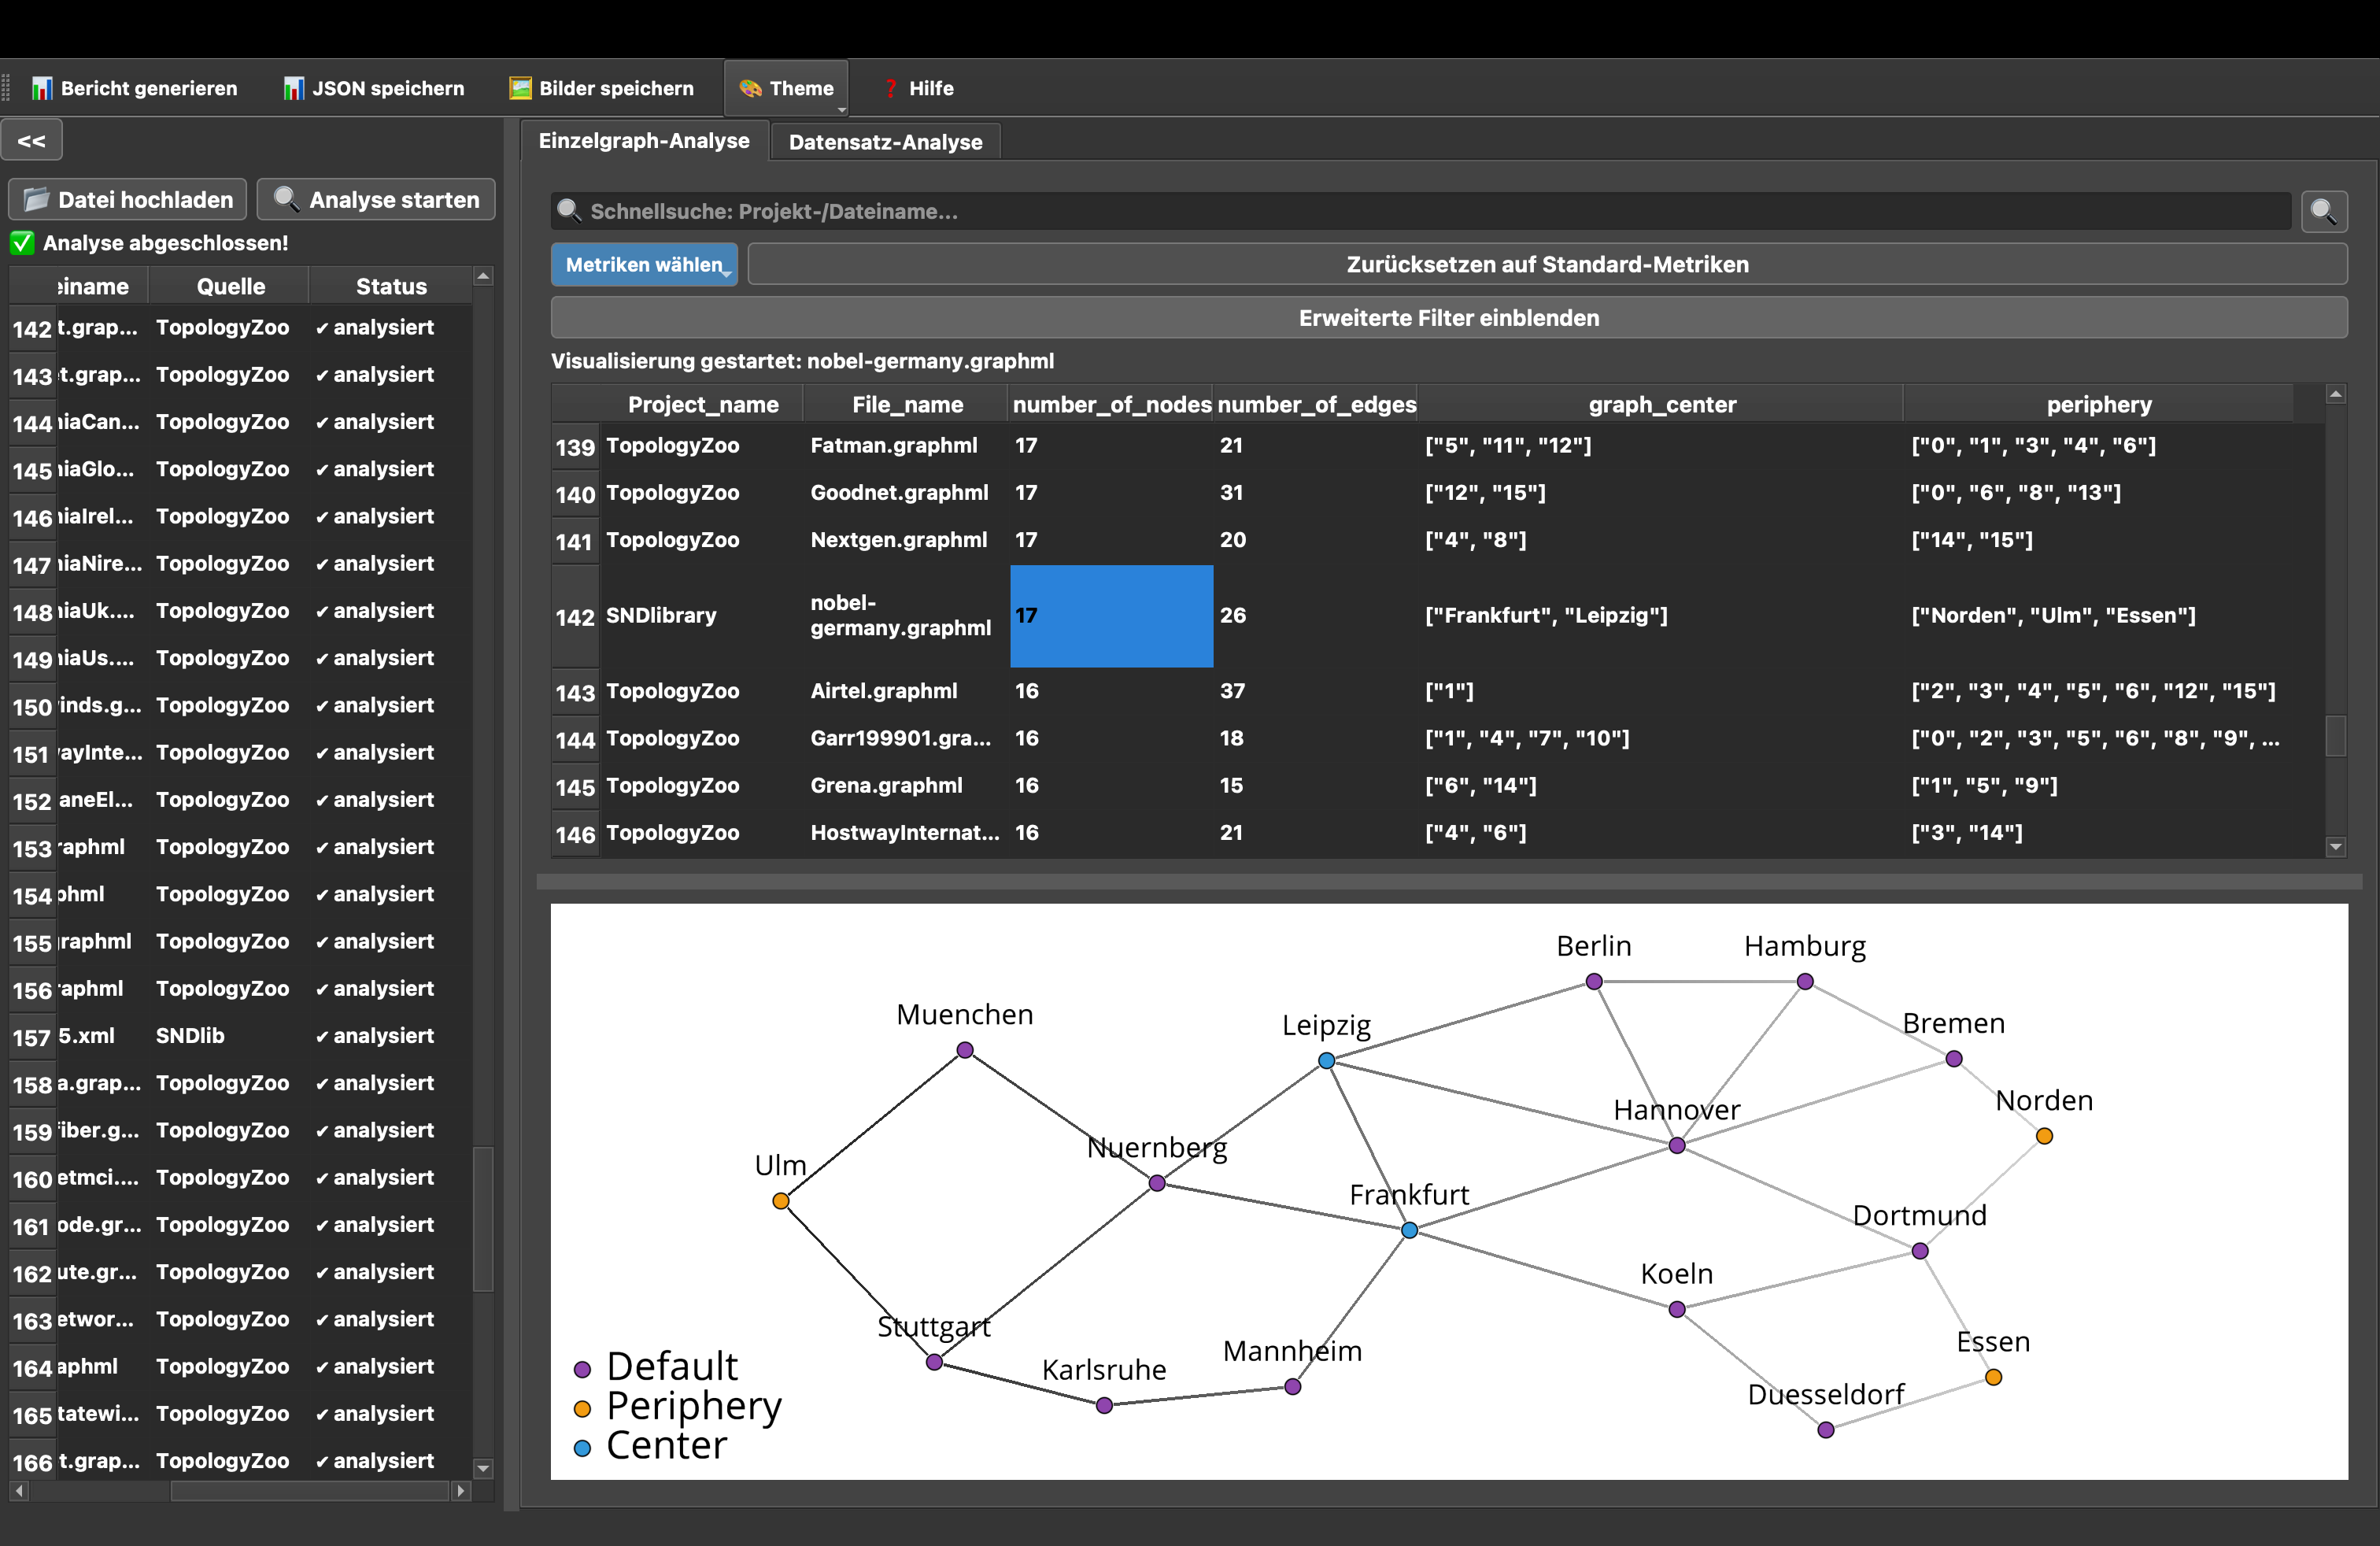 Bericht generieren JSON speichern Bilder speichern Theme ? Hilfe
<<
Datei hochladen Analyse starten
Analyse abgeschlossen!
einame Quelle Status
142 t.grap... TopologyZoo ✔ analysiert
143 t.grap... TopologyZoo ✔ analysiert
144 niaCan... TopologyZoo ✔ analysiert
145 niaGlo... TopologyZoo ✔ analysiert
146 niaIrel... TopologyZoo ✔ analysiert
147 niaNire... TopologyZoo ✔ analysiert
148 niaUk.... TopologyZoo ✔ analysiert
149 niaUs.... TopologyZoo ✔ analysiert
150 inds.g... TopologyZoo ✔ analysiert
151 ayInte... TopologyZoo ✔ analysiert
152 aneEl... TopologyZoo ✔ analysiert
153 raphml TopologyZoo ✔ analysiert
154 phml TopologyZoo ✔ analysiert
155 raphml TopologyZoo ✔ analysiert
156 raphml TopologyZoo ✔ analysiert
157 5.xml SNDlib ✔ analysiert
158 a.grap... TopologyZoo ✔ analysiert
159 fiber.g... TopologyZoo ✔ analysiert
160 etmci.... TopologyZoo ✔ analysiert
161 ode.gr... TopologyZoo ✔ analysiert
162 ute.gr... TopologyZoo ✔ analysiert
163 etwor... TopologyZoo ✔ analysiert
164 aphml TopologyZoo ✔ analysiert
165 tatewi... TopologyZoo ✔ analysiert
166 t.grap... TopologyZoo ✔ analysiert
Einzelgraph-Analyse Datensatz-Analyse
Schnellsuche: Projekt-/Dateiname...
Metriken wählen Zurücksetzen auf Standard-Metriken
Erweiterte Filter einblenden
Visualisierung gestartet: nobel-germany.graphml
Project_name File_name number_of_nodes number_of_edges graph_center periphery
139 TopologyZoo Fatman.graphml 17 21 ["5", "11", "12"] ["0", "1", "3", "4", "6"]
140 TopologyZoo Goodnet.graphml 17 31 ["12", "15"] ["0", "6", "8", "13"]
141 TopologyZoo Nextgen.graphml 17 20 ["4", "8"] ["14", "15"]
142 SNDlibrary nobel-
germany.graphml 17 26 ["Frankfurt", "Leipzig"] ["Norden", "Ulm", "Essen"]
143 TopologyZoo Airtel.graphml 16 37 ["1"] ["2", "3", "4", "5", "6", "12", "15"]
144 TopologyZoo Garr199901.gra... 16 18 ["1", "4", "7", "10"] ["0", "2", "3", "5", "6", "8", "9", ...
145 TopologyZoo Grena.graphml 16 15 ["6", "14"] ["1", "5", "9"]
146 TopologyZoo HostwayInternat... 16 21 ["4", "6"] ["3", "14"]
Berlin Hamburg
Muenchen
Leipzig
Bremen
Norden
Hannover
Nuernberg
Ulm
Frankfurt
Dortmund
Koeln
Stuttgart
Essen
Mannheim
Karlsruhe
Duesseldorf
Default
Periphery
Center